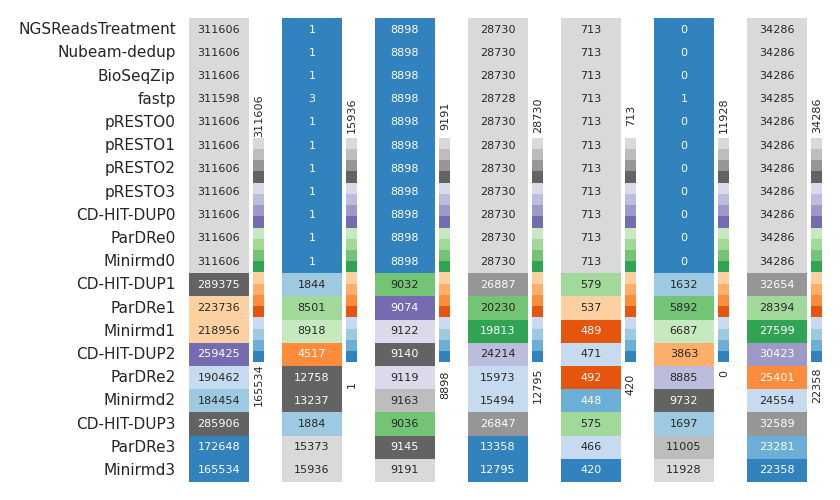 NGSReadsTreatment 311606 1 8898 28730 713 0 34286
Nubeam-dedup 311606 1 8898 28730 713 0 34286
BioSeqZip 311606 1 8898 28730 713 0 34286
fastp 311598 3 8898 28728 713 1 34285
pRESTO0 311606 1 8898 28730 713 0 34286
pRESTO1 311606 1 8898 28730 713 0 34286
pRESTO2 311606 1 8898 28730 713 0 34286
pRESTO3 311606 1 8898 28730 713 0 34286
CD-HIT-DUP0 311606 1 8898 28730 713 0 34286
ParDRe0 311606 1 8898 28730 713 0 34286
Minirmd0 311606 1 8898 28730 713 0 34286
CD-HIT-DUP1 289375 1844 9032 26887 579 1632 32654
ParDRe1 223736 8501 9074 20230 537 5892 28394
Minirmd1 218956 8918 9122 19813 489 6687 27599
CD-HIT-DUP2 259425 4517 9140 24214 471 3863 30423
ParDRe2 190462 12758 9119 15973 492 8885 25401
Minirmd2 184454 13237 9163 15494 448 9732 24554
CD-HIT-DUP3 285906 1884 9036 26847 575 1697 32589
ParDRe3 172648 15373 9145 13358 466 11005 23281
Minirmd3 165534 15936 9191 12795 420 11928 22358
311606 15936 9191 28730 713 11928 34286
165534 1 8898 12795 420 0 22358